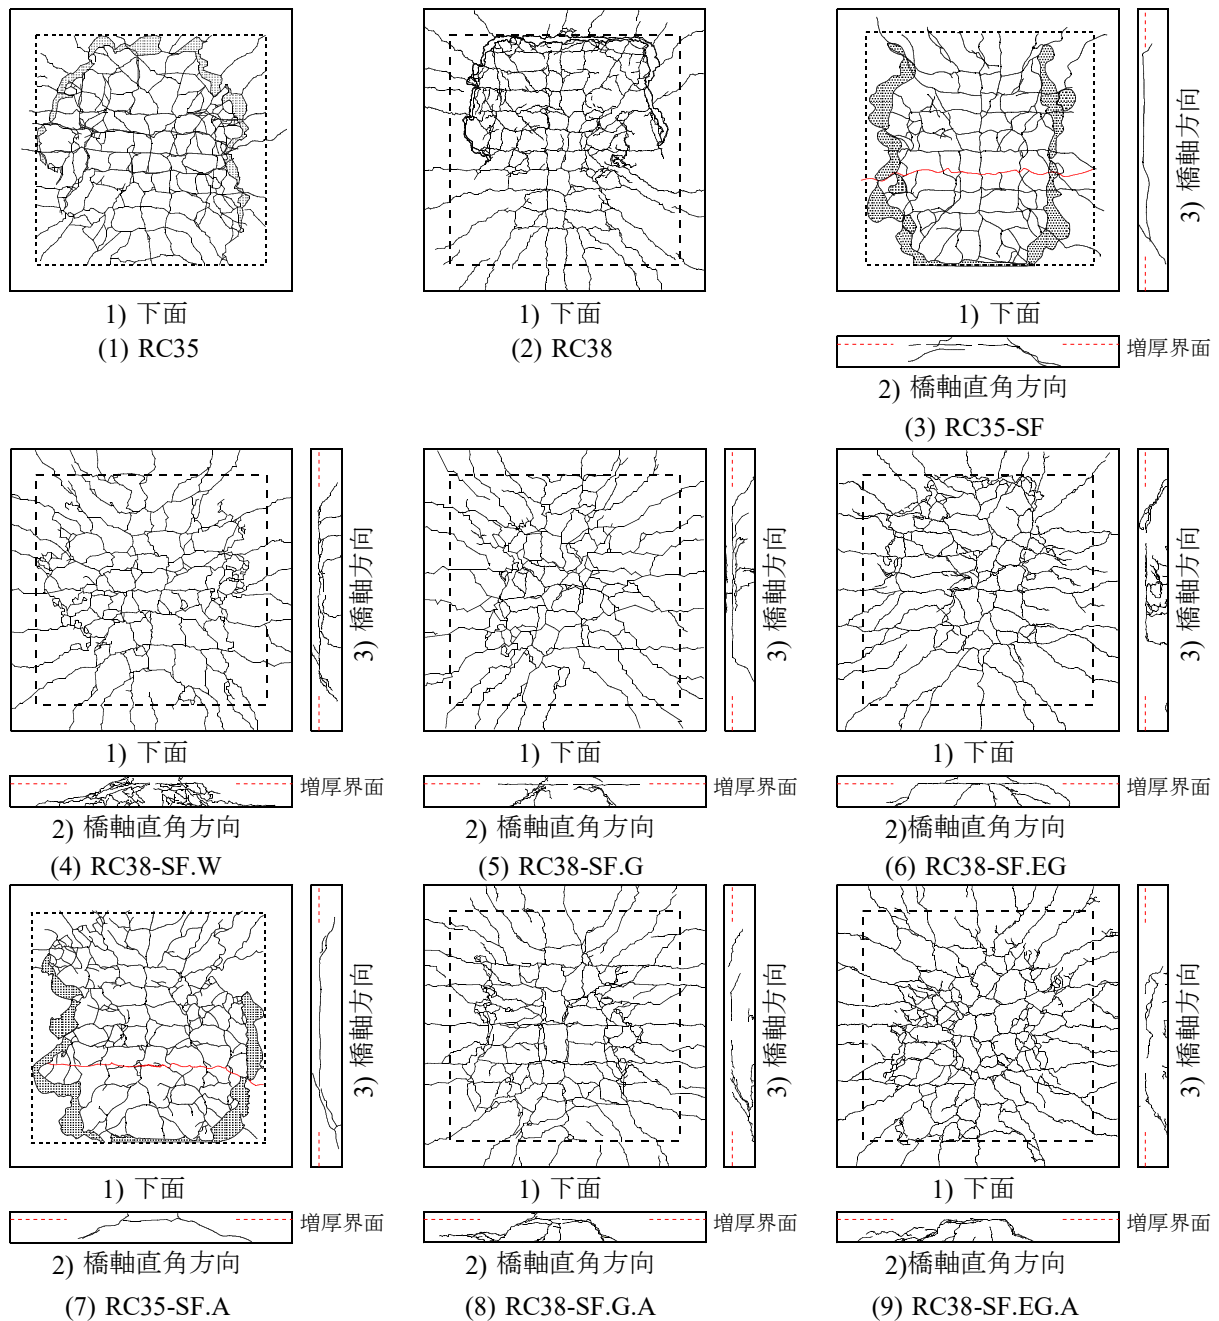 1) 下面
(1) RC35
1) 下面
(2) RC38
3) 橋軸方向
1) 下面
増厚界面
2) 橋軸直角方向
(3) RC35-SF
3) 橋軸方向
1) 下面
増厚界面
2) 橋軸直角方向
(4) RC38-SF.W
3) 橋軸方向
1) 下面
増厚界面
2) 橋軸直角方向
(5) RC38-SF.G
3) 橋軸方向
1) 下面
増厚界面
2)橋軸直角方向
(6) RC38-SF.EG
3) 橋軸方向
1) 下面
増厚界面
2) 橋軸直角方向
(7) RC35-SF.A
3) 橋軸方向
1) 下面
増厚界面
2) 橋軸直角方向
(8) RC38-SF.G.A
3) 橋軸方向
1) 下面
増厚界面
2)橋軸直角方向
(9) RC38-SF.EG.A